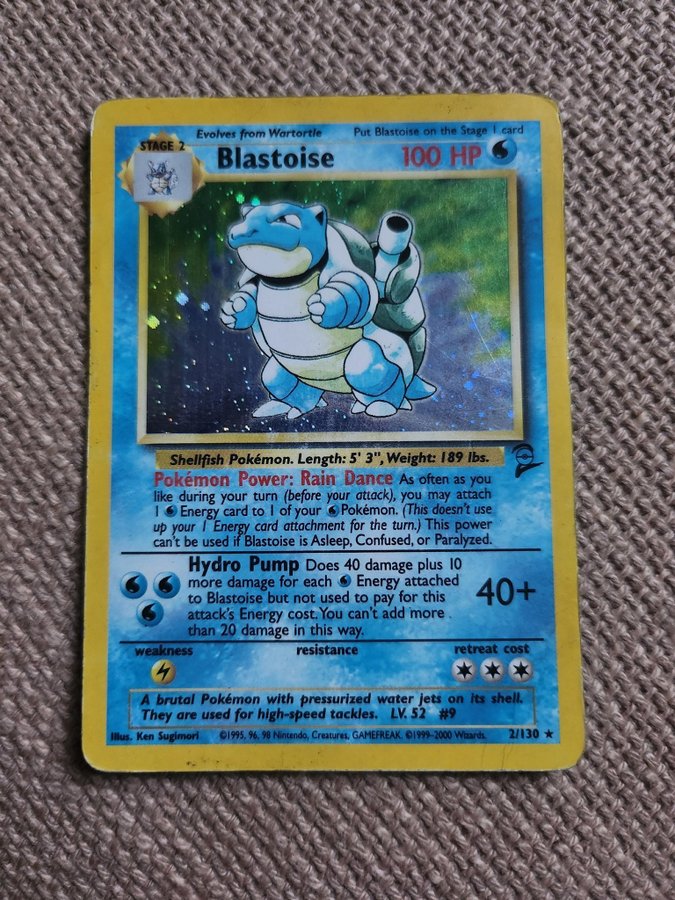 Evolves from Wartortle Put Blastoise on the Stage 1 card
STAGE 2
Blastoise 100 HP
Shellfish Pokémon. Length: 5' 3", Weight: 189 lbs.
Pokémon Power: Rain Dance As often as you
like during your turn (before your attack), you may attach
1 Energy card to 1 of your Pokémon. (This doesn't use
up your 1 Energy card attachment for the turn.) This power
can't be used if Blastoise is Asleep, Confused, or Paralyzed.
Hydro Pump Does 40 damage plus 10
more damage for each Energy attached
to Blastoise but not used to pay for this
attack's Energy cost. You can't add more
than 20 damage in this way.
40+
weakness resistance retreat cost
A brutal Pokémon with pressurized water jets on its shell.
They are used for high-speed tackles. LV. 52 #9
Illus. Ken Sugimori ©1995, 96, 98 Nintendo, Creatures, GAMEFREAK. ©1999-2000 Wizards. 2/130 ★